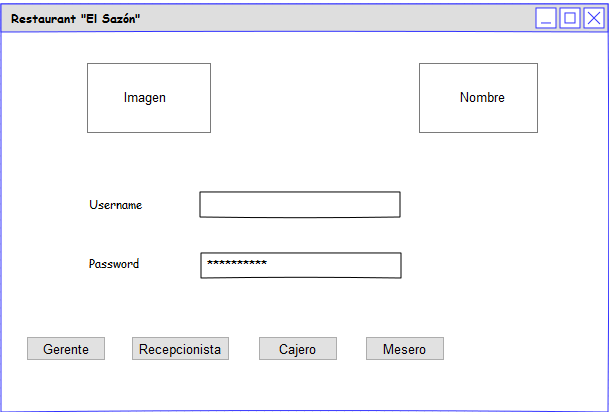 Restaurant "El Sazón"
Imagen
Nombre
Username
Password
**********
Gerente
Recepcionista
Cajero
Mesero